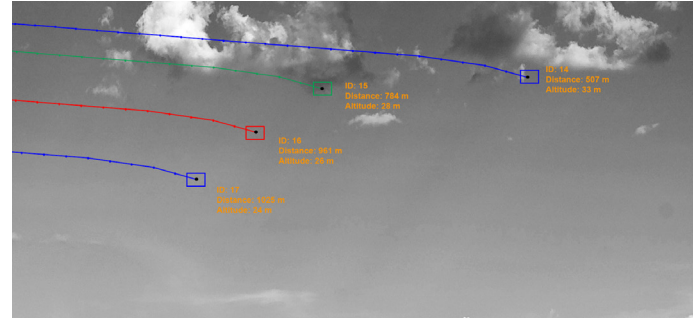 ID: 14
Distance: 507 m
Altitude: 33 m
ID: 15
Distance: 784 m
Altitude: 28 m
ID: 16
Distance: 961 m
Altitude: 26 m
ID:
Distance: m
Altitude: m